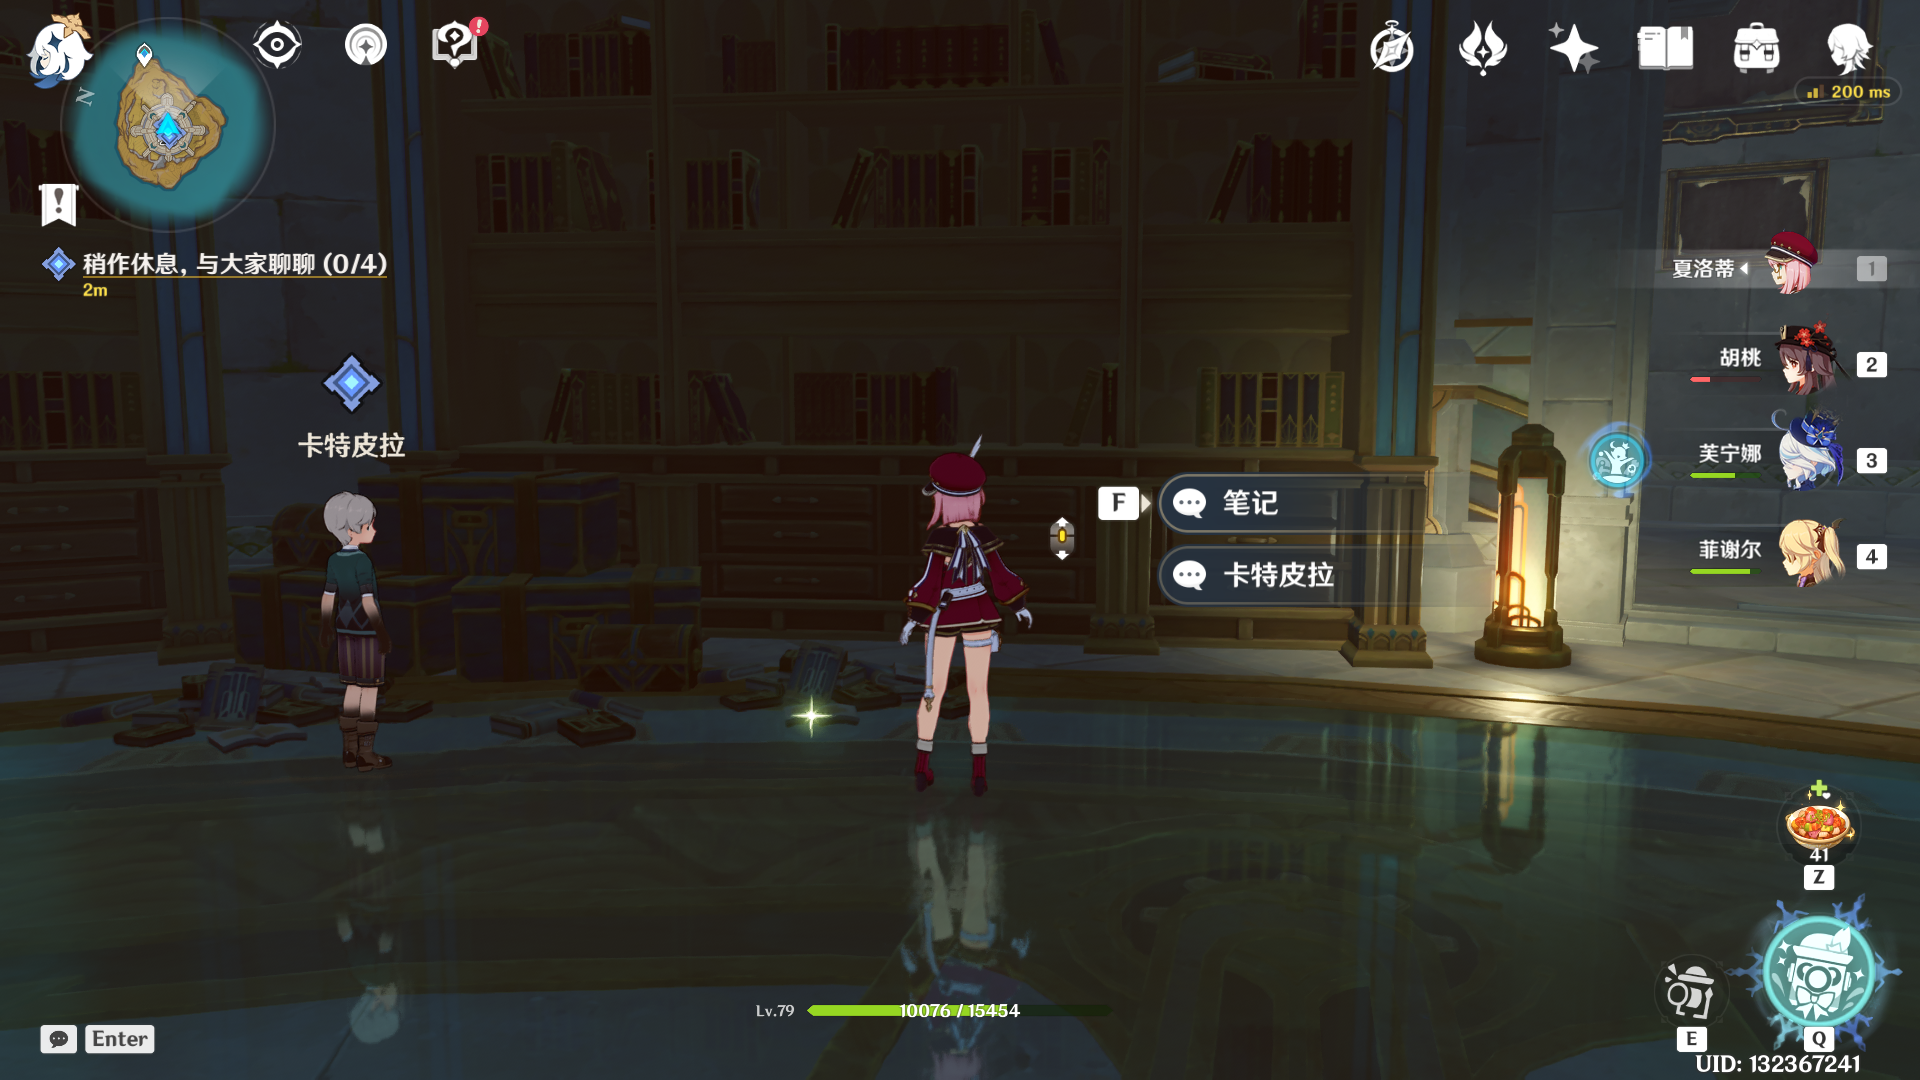 N
200 ms
稍作休息，与大家聊聊 (0/4)
2m
夏洛蒂
1
胡桃
2
卡特皮拉
芙宁娜
3
F
笔记
卡特皮拉
菲谢尔
4
41
Z
Lv.79
10076 / 15454
Enter
E
Q
UID: 132367241